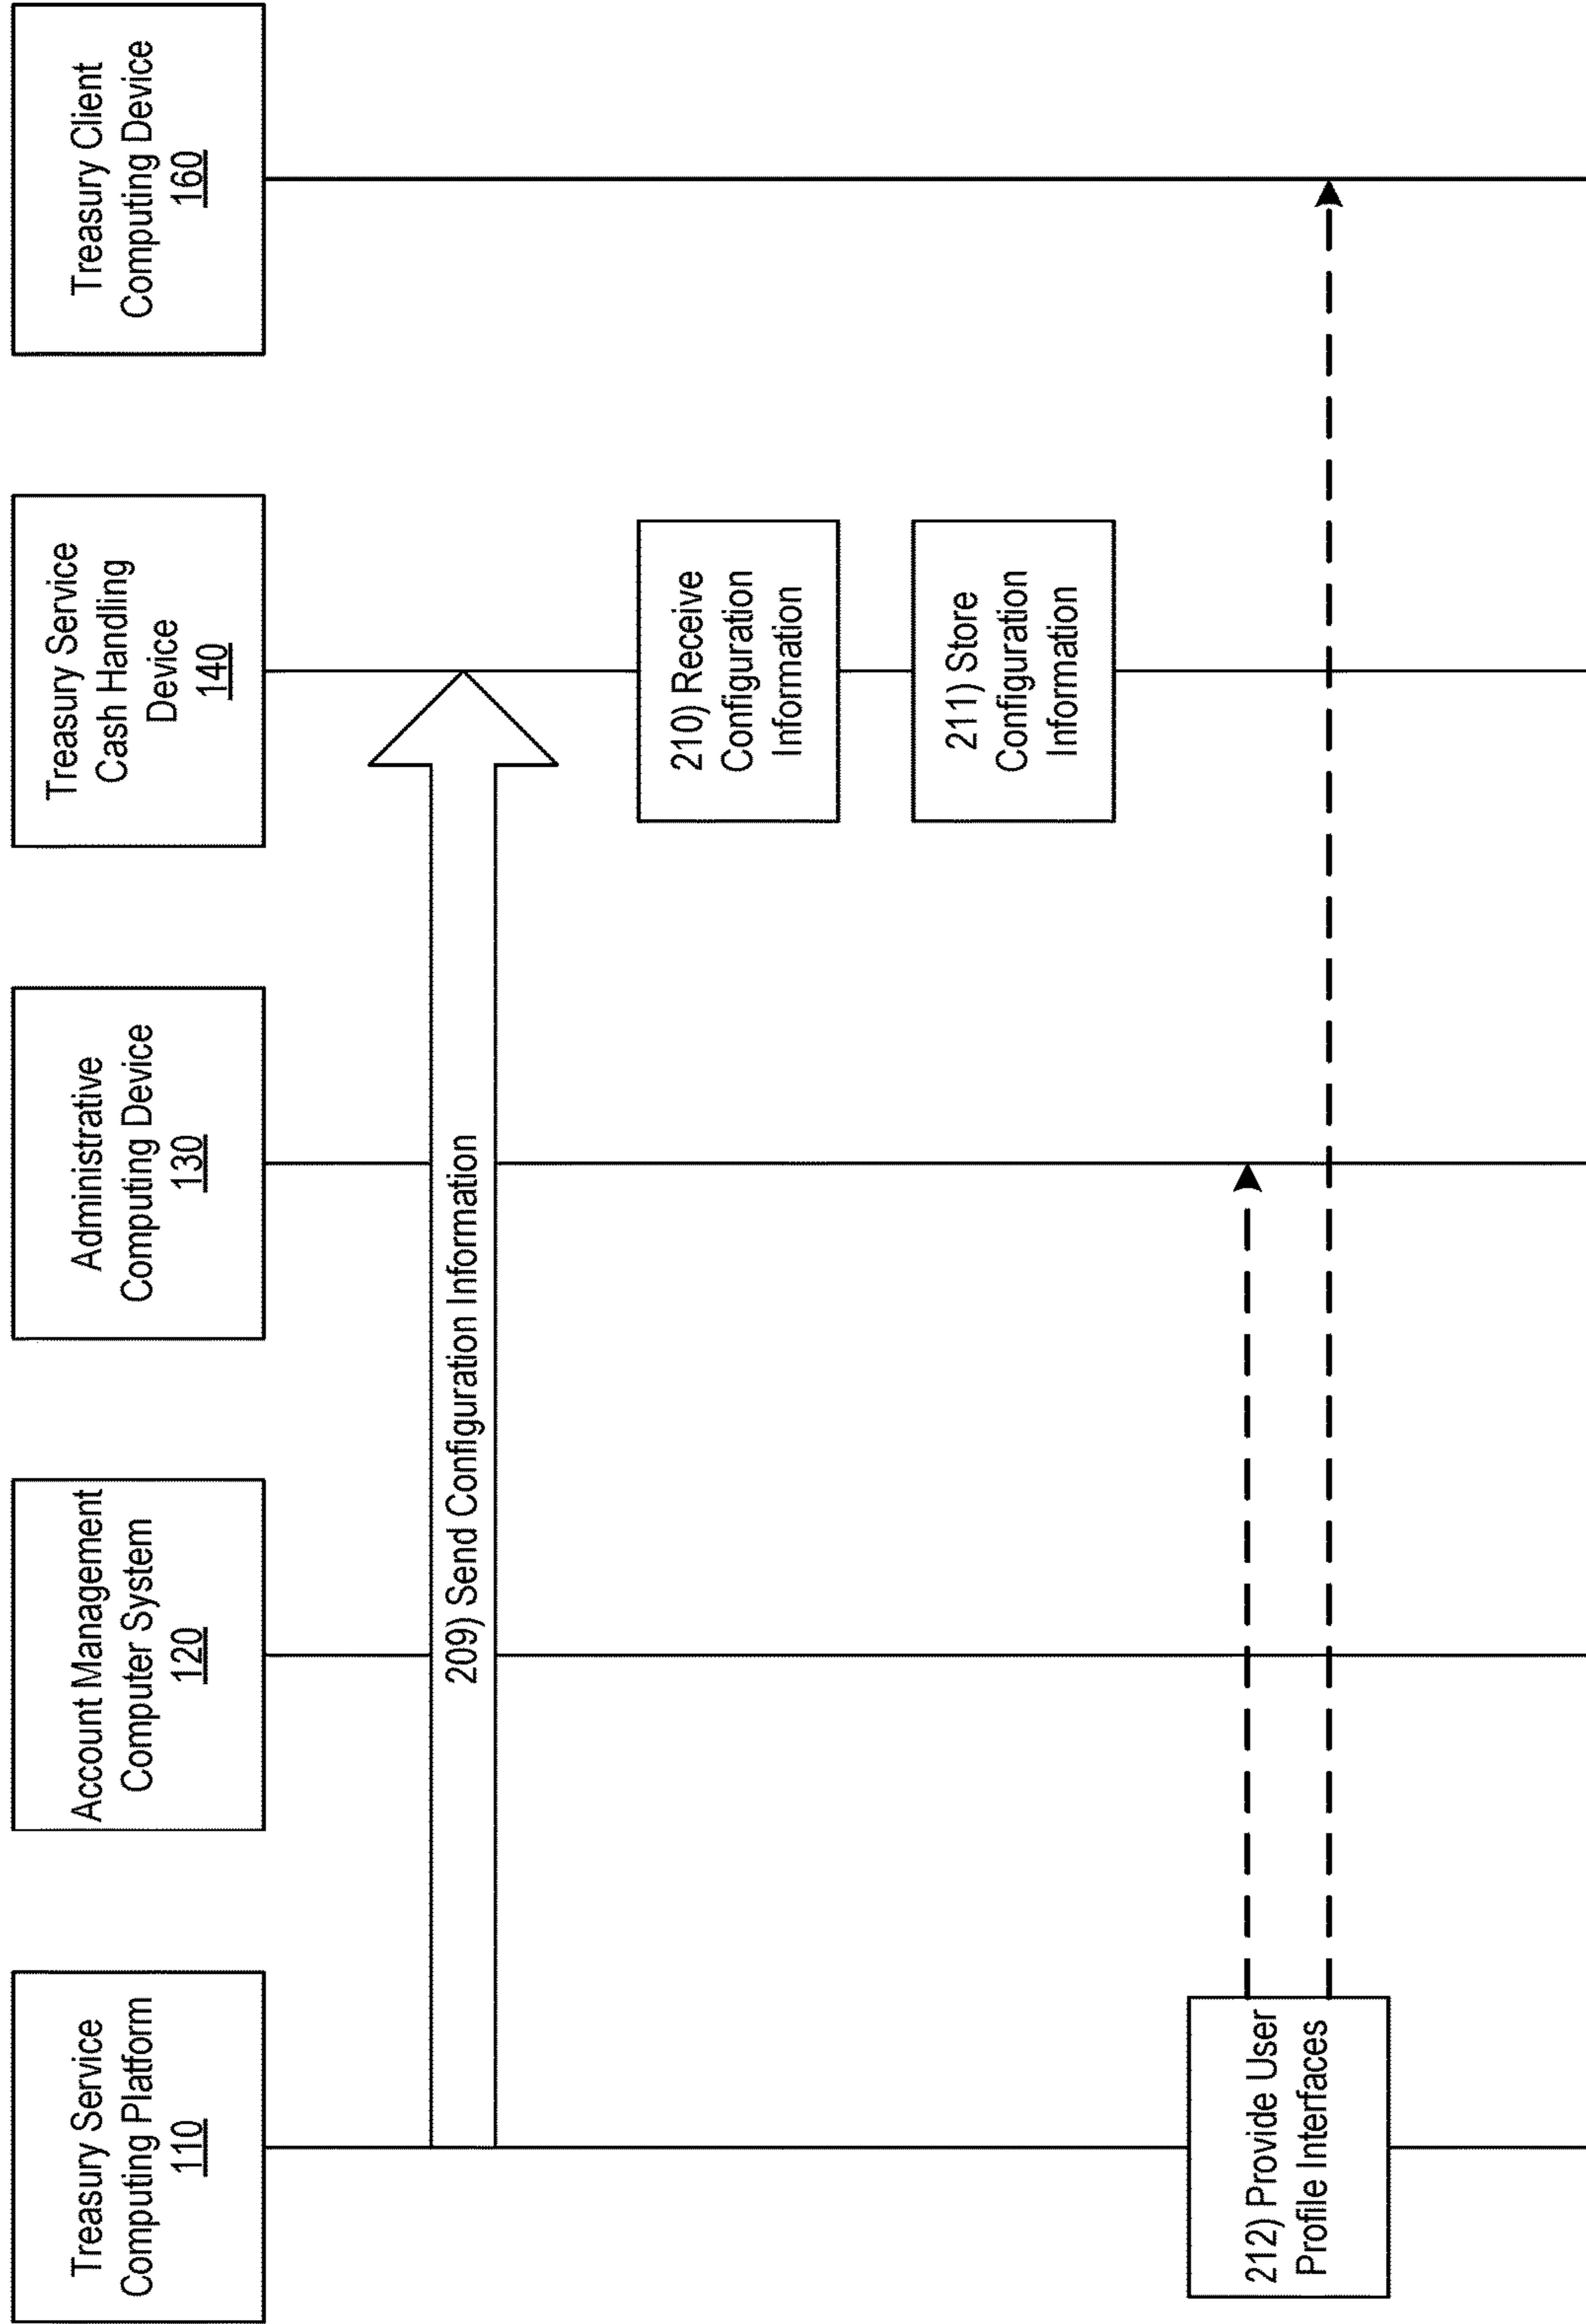 Treasury Service
Computing Platform
110
Account Management
Computer System
120
Administrative
Computing Device
130
Treasury Service
Cash Handling
Device
140
Treasury Client
Computing Device
160
209) Send Configuration Information
210) Receive
Configuration
Information
211) Store
Configuration
Information
212) Provide User
Profile Interfaces